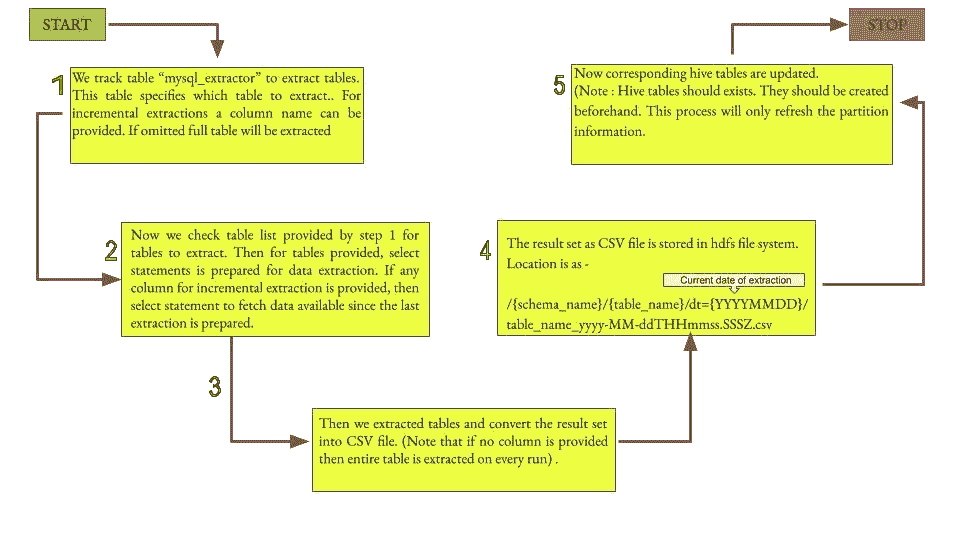 START
STOP
1
We track table “mysql_extractor” to extract tables.
This table specifies which table to extract.. For
incremental extractions a column name can be
provided. If omitted full table will be extracted
2
Now we check table list provided by step 1 for
tables to extract. Then for tables provided, select
statements is prepared for data extraction. If any
column for incremental extraction is provided, then
select statement to fetch data available since the last
extraction is prepared.
3
Then we extracted tables and convert the result set
into CSV file. (Note that if no column is provided
then entire table is extracted on every run) .
4
The result set as CSV file is stored in hdfs file system.
Location is as -
Current date of extraction
/{schema_name}/{table_name}/dt={YYYYMMDD}/
table_name_yyyy-MM-ddTHHmmss.SSSZ.csv
5
Now corresponding hive tables are updated.
(Note : Hive tables should exists. They should be created
beforehand. This process will only refresh the partition
information.